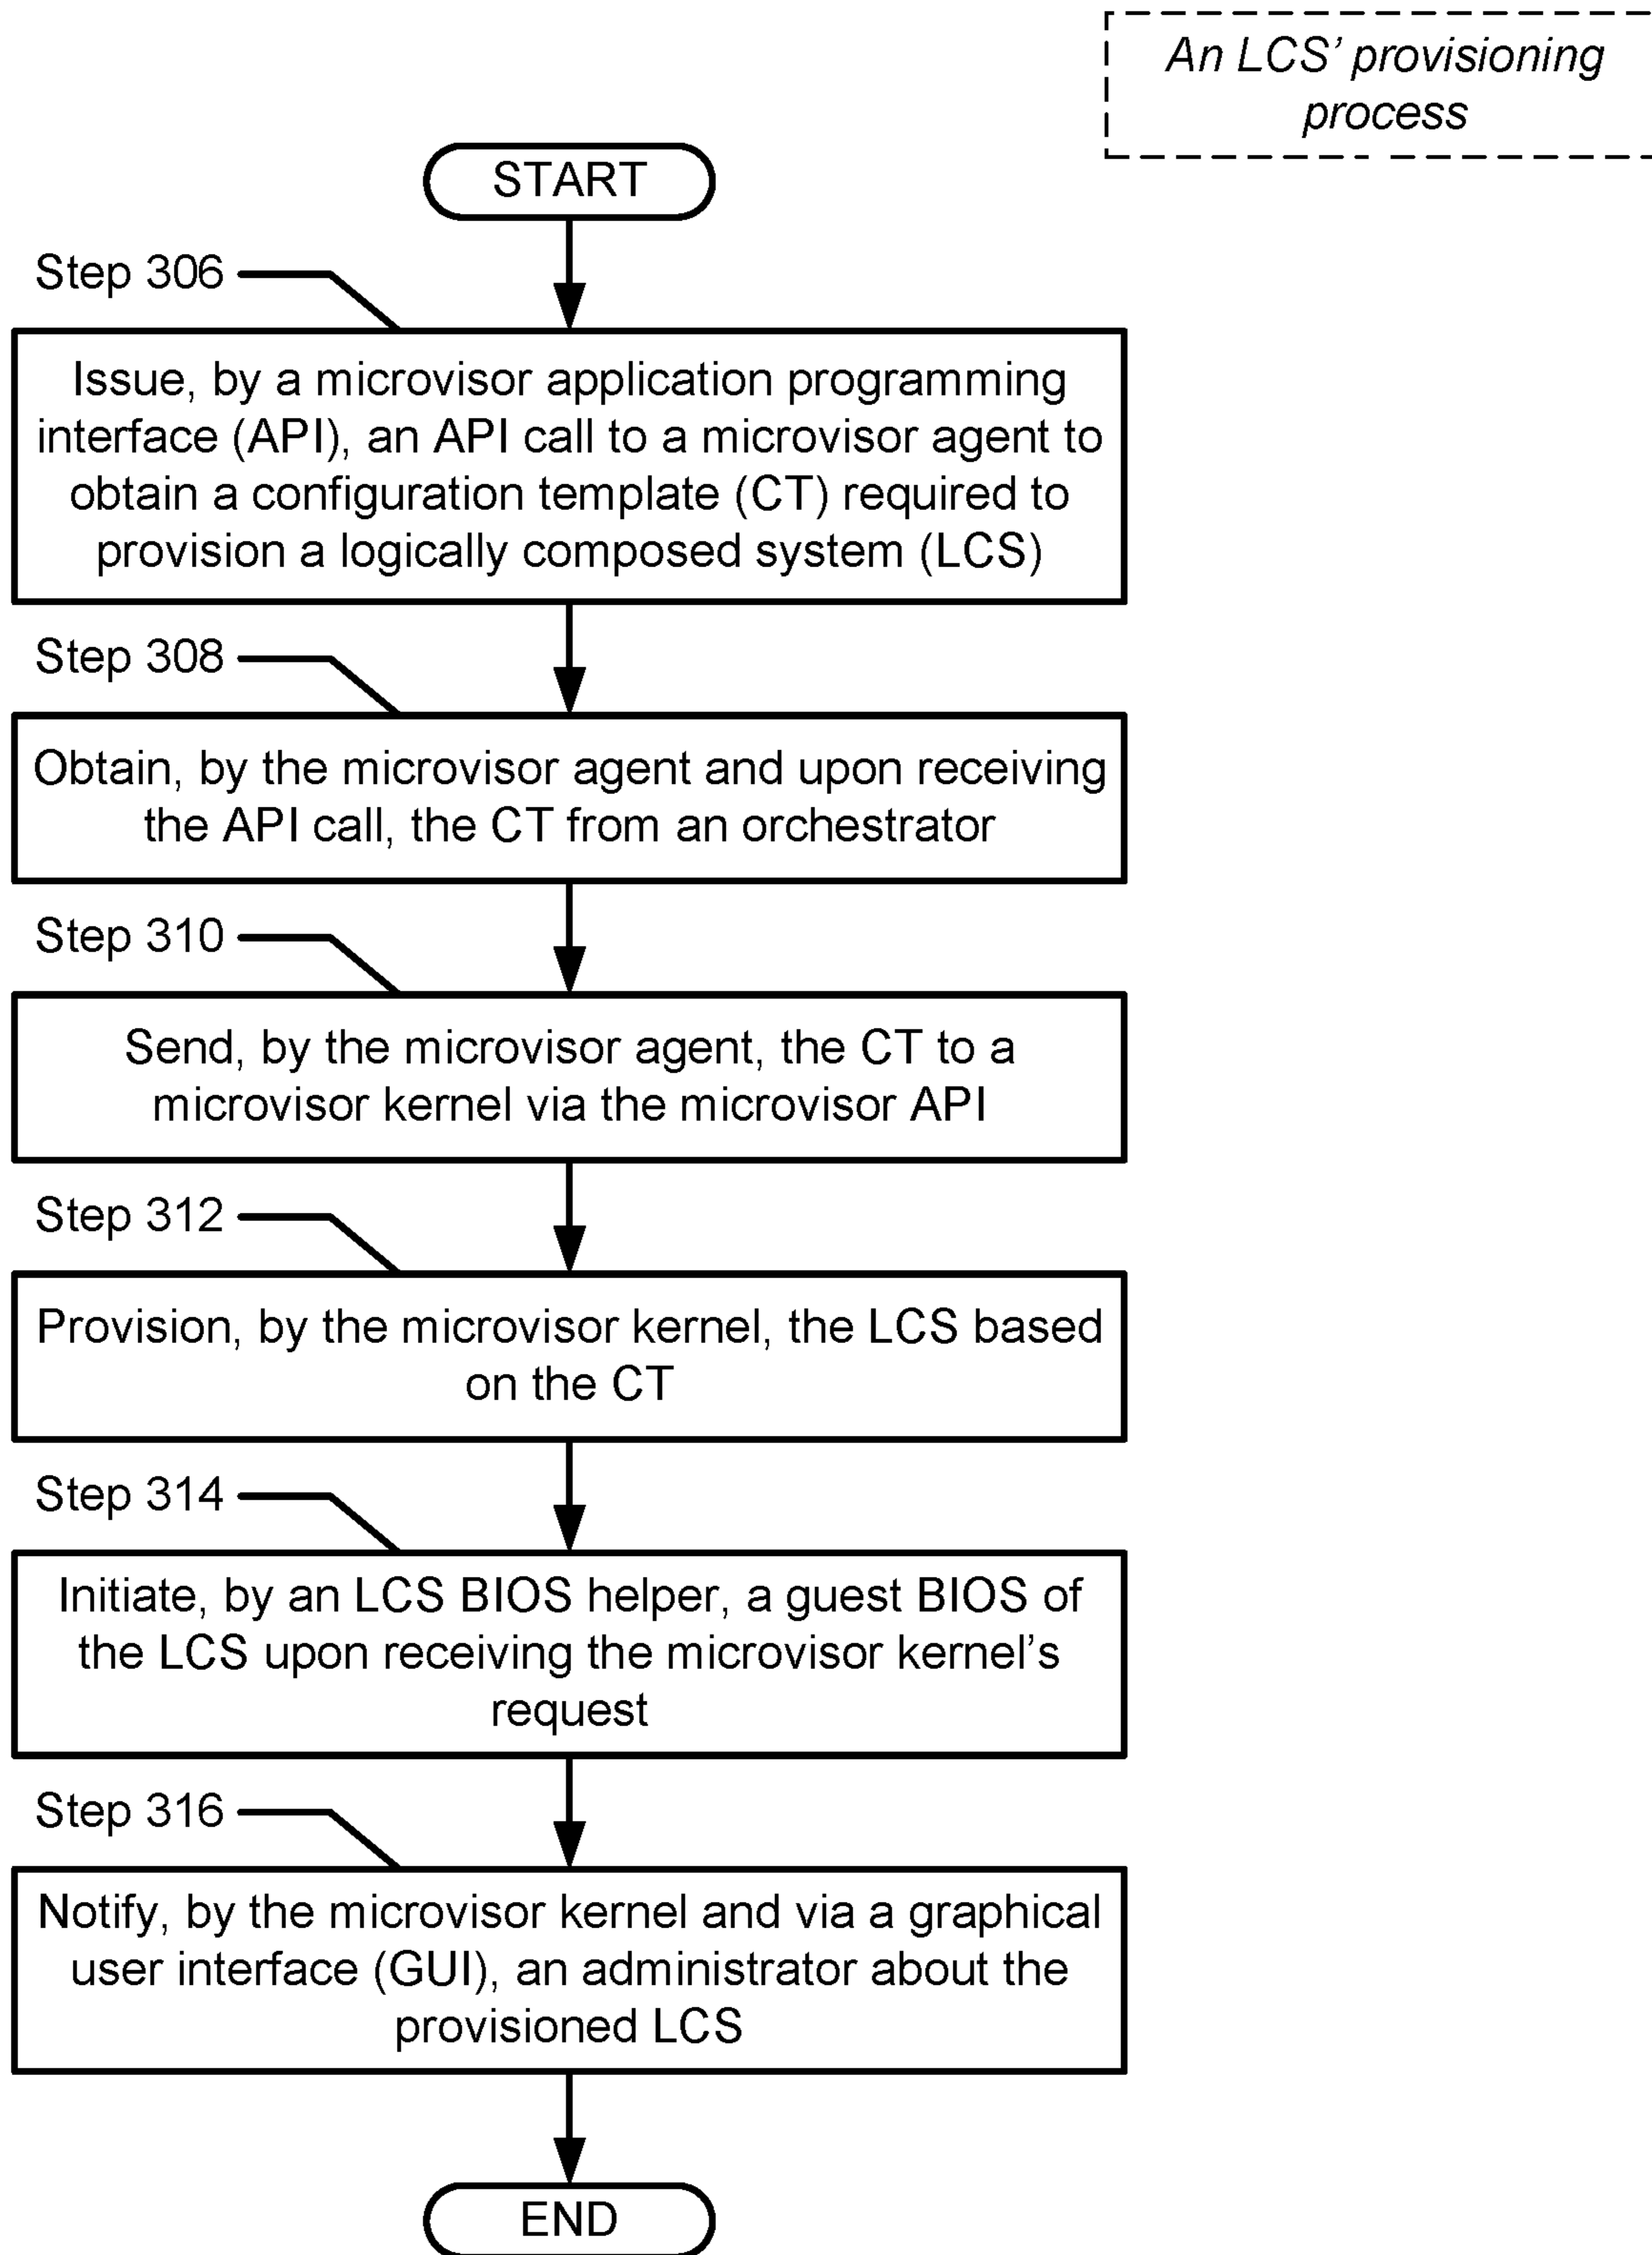 An LCS’ provisioning
process
START
Step 306
Issue, by a microvisor application programming
interface (API), an API call to a microvisor agent to
obtain a configuration template (CT) required to
provision a logically composed system (LCS)
Step 308
Obtain, by the microvisor agent and upon receiving
the API call, the CT from an orchestrator
Step 310
Send, by the microvisor agent, the CT to a
microvisor kernel via the microvisor API
Step 312
Provision, by the microvisor kernel, the LCS based
on the CT
Step 314
Initiate, by an LCS BIOS helper, a guest BIOS of
the LCS upon receiving the microvisor kernel’s
request
Step 316
Notify, by the microvisor kernel and via a graphical
user interface (GUI), an administrator about the
provisioned LCS
END